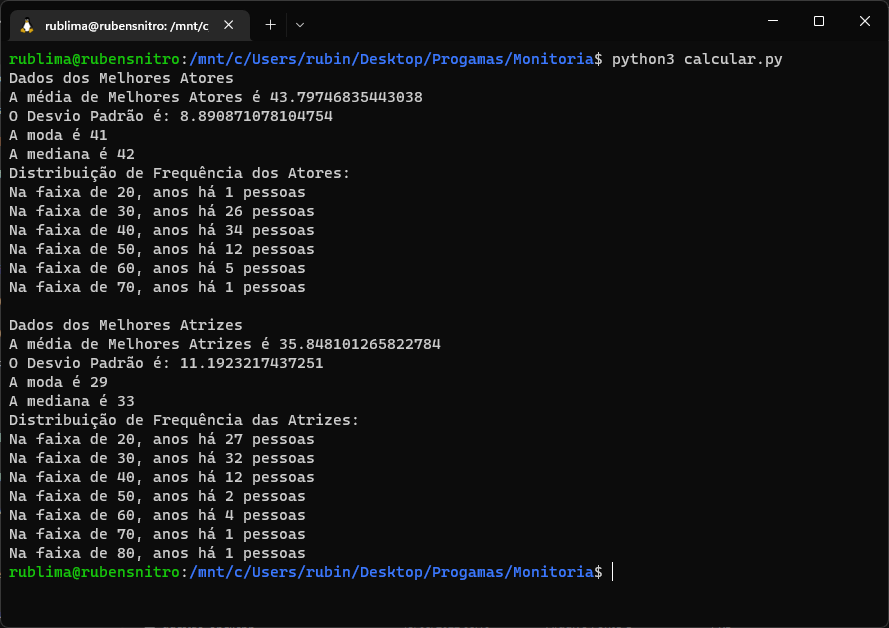 rublima@rubensnitro: /mnt/c
rublima@rubensnitro:/mnt/c/Users/rubin/Desktop/Progamas/Monitoria$ python3 calcular.py
Dados dos Melhores Atores
A média de Melhores Atores é 43.79746835443038
O Desvio Padrão é: 8.890871078104754
A moda é 41
A mediana é 42
Distribuição de Frequência dos Atores:
Na faixa de 20, anos há 1 pessoas
Na faixa de 30, anos há 26 pessoas
Na faixa de 40, anos há 34 pessoas
Na faixa de 50, anos há 12 pessoas
Na faixa de 60, anos há 5 pessoas
Na faixa de 70, anos há 1 pessoas
Dados dos Melhores Atrizes
A média de Melhores Atrizes é 35.848101265822784
O Desvio Padrão é: 11.1923217437251
A moda é 29
A mediana é 33
Distribuição de Frequência das Atrizes:
Na faixa de 20, anos há 27 pessoas
Na faixa de 30, anos há 32 pessoas
Na faixa de 40, anos há 12 pessoas
Na faixa de 50, anos há 2 pessoas
Na faixa de 60, anos há 4 pessoas
Na faixa de 70, anos há 1 pessoas
Na faixa de 80, anos há 1 pessoas
rublima@rubensnitro:/mnt/c/Users/rubin/Desktop/Progamas/Monitoria$